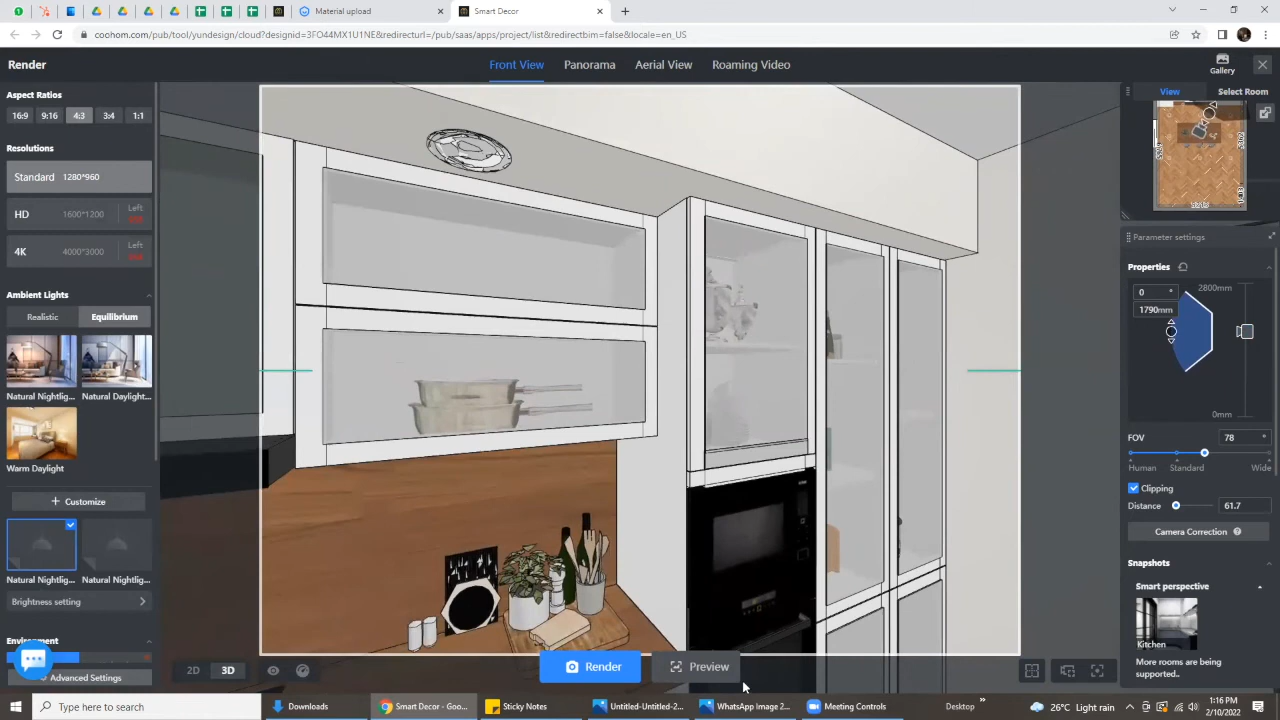 Material upload
Smart Decor
coohom.com/pub/tool/yundesign/cloud?designid=3FO44MX1U1NE&redirecturl=/pub/saas/apps/project/list&redirectbim=false&locale=en_US
Render
Front View
Panorama
Aerial View
Roaming Video
Gallery
Aspect Ratios
16:9
9:16
4:3
3:4
1:1
Resolutions
Standard 1280*960
HD 1600*1200 Left
4K 4000*3000 Left
Ambient Lights
Realistic
Equilibrium
Natural Nightlig...
Natural Daylight...
Warm Daylight
+ Customize
Natural Nightlig...
Natural Nightlig...
Brightness setting
Environment
Advanced Settings
2D
3D
Render
Preview
View
Select Room
Parameter settings
Properties
0 °
1790mm
2800mm
0mm
FOV
78 °
Human
Standard
Wide
Clipping
Distance
61.7
Camera Correction
Snapshots
Smart perspective
Kitchen
More rooms are being
supported..
Type here to search
Downloads
Smart Decor - Goo...
Sticky Notes
Untitled-Untitled-2...
WhatsApp Image 2...
Meeting Controls
Desktop
26°C Light rain
1:16 PM
2/10/2022